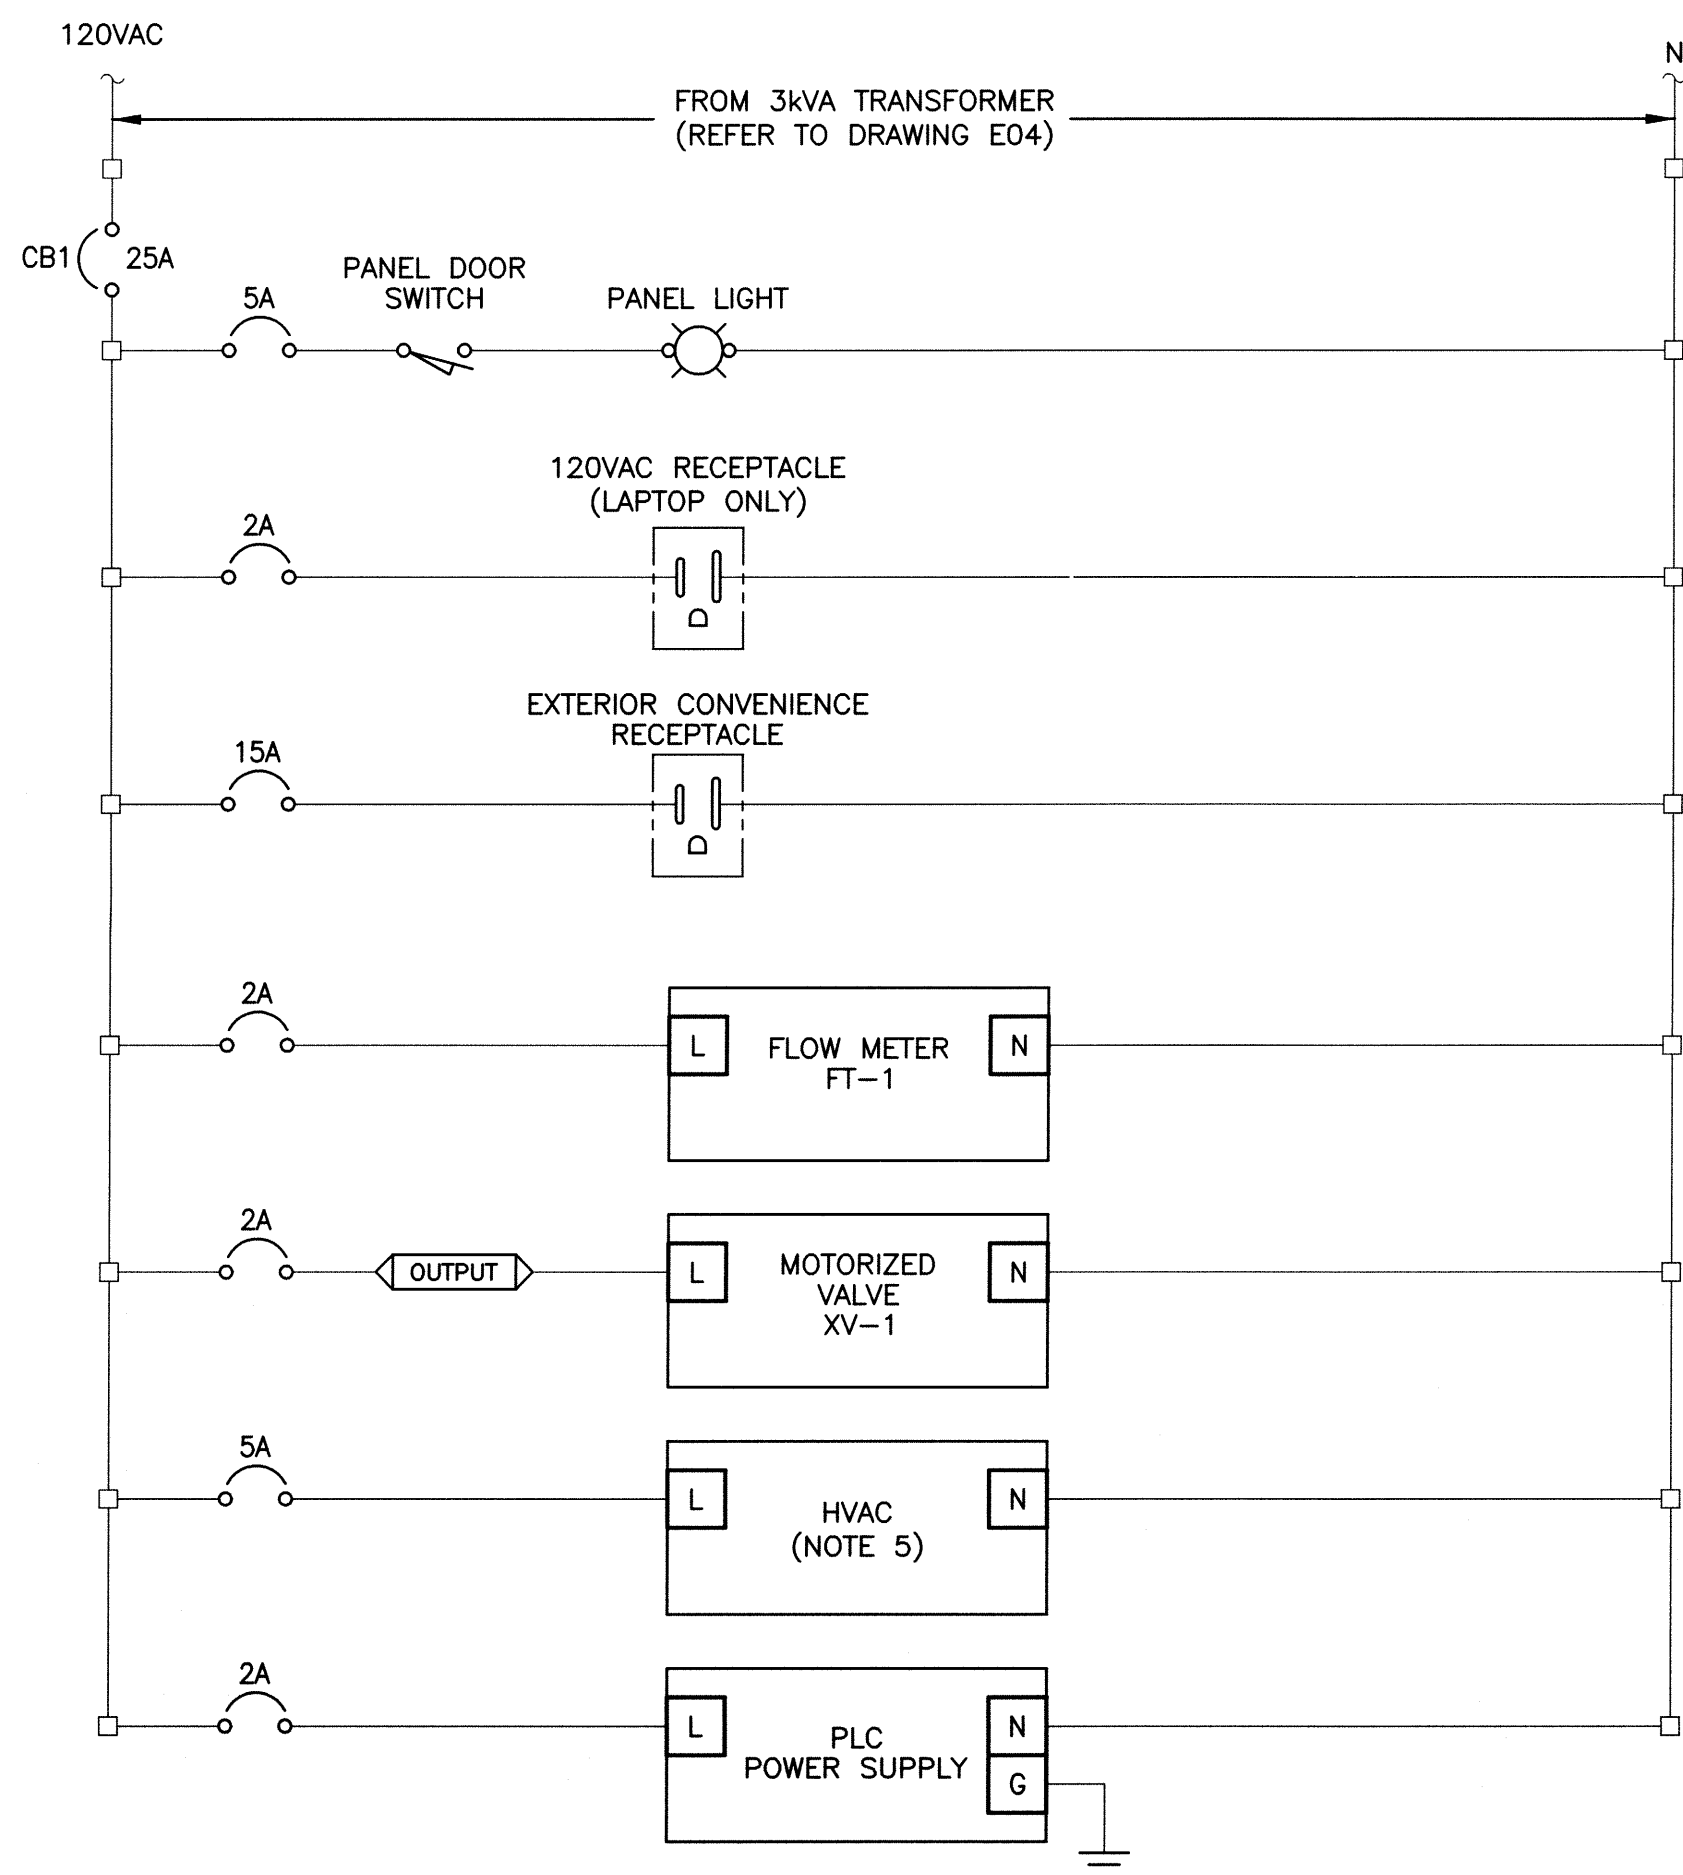 120VAC
N
FROM 3kVA TRANSFORMER
(REFER TO DRAWING E04)
CB1
25A
5A
PANEL DOOR
SWITCH
PANEL LIGHT
120VAC RECEPTACLE
(LAPTOP ONLY)
2A
EXTERIOR CONVENIENCE
RECEPTACLE
15A
2A
L
FLOW METER
FT-1
N
2A
OUTPUT
L
MOTORIZED
VALVE
XV-1
N
5A
L
HVAC
(NOTE 5)
N
2A
L
PLC
POWER SUPPLY
N
G